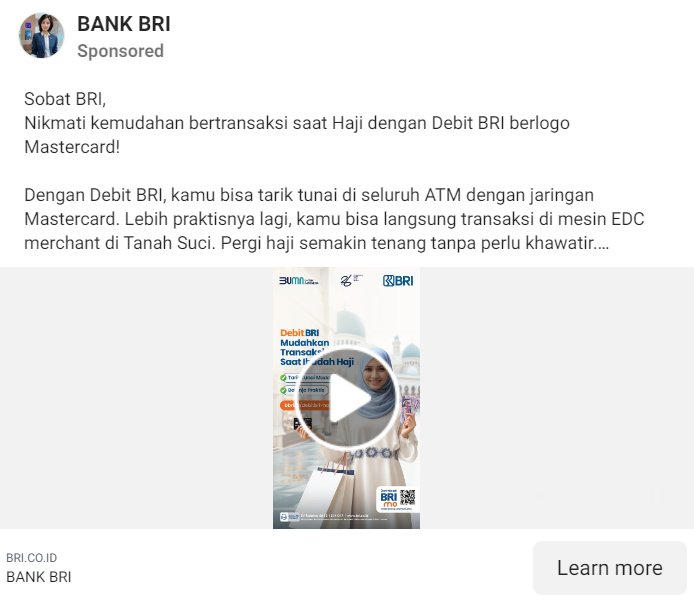 BANK BRI
Sponsored
Sobat BRI,
Nikmati kemudahan bertransaksi saat Haji dengan Debit BRI berlogo
Mastercard!
Dengan Debit BRI, kamu bisa tarik tunai di seluruh ATM dengan jaringan
Mastercard. Lebih praktisnya lagi, kamu bisa langsung transaksi di mesin EDC
merchant di Tanah Suci. Pergi haji semakin tenang tanpa perlu khawatir....
BUMN
BRI
Debit BRI
Mudahkan
Transaksi
Saat Ibadah Haji
Praktis
BRI
mo
BRI.CO.ID
BANK BRI
Learn more